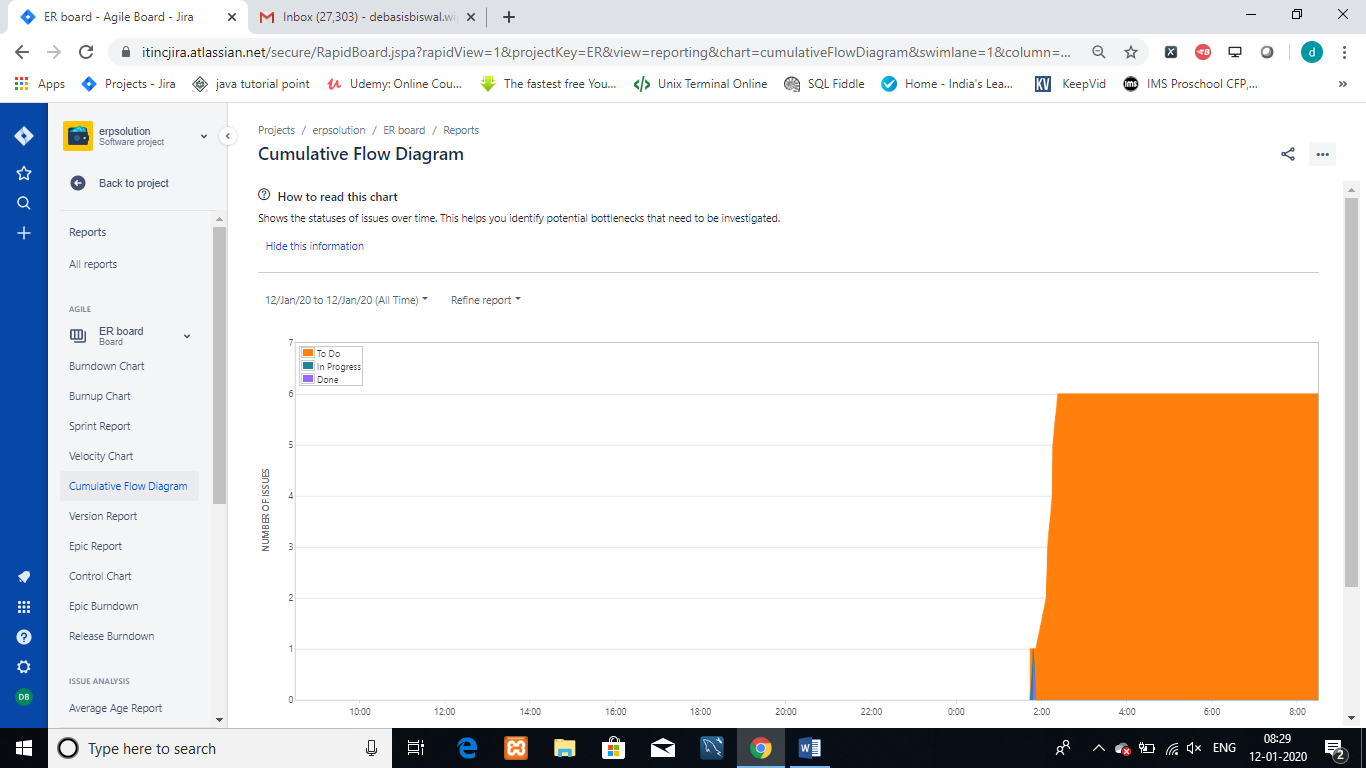 ER board - Agile Board - Jira
Inbox (27,303) - debasisbiswal.wi
itincjira.atlassian.net/secure/RapidBoard.jspa?rapidView=1&projectKey=ER&view=reporting&chart=cumulativeFlowDiagram&swimlane=1&column=...
d
Apps
Projects - Jira
java tutorial point
Udemy: Online Cou...
The fastest free You...
Unix Terminal Online
SQL Fiddle
Home - India's Lea...
KV KeepVid
ims IMS Proschool CFP,...
erpsolution
Software project
Back to project
Reports
All reports
AGILE
ER board
Board
Burndown Chart
Burnup Chart
Sprint Report
Velocity Chart
Cumulative Flow Diagram
Version Report
Epic Report
Control Chart
Epic Burndown
Release Burndown
ISSUE ANALYSIS
Average Age Report
DB
Projects / erpsolution / ER board / Reports
Cumulative Flow Diagram
How to read this chart
Shows the statuses of issues over time. This helps you identify potential bottlenecks that need to be investigated.
Hide this information
12/Jan/20 to 12/Jan/20 (All Time)
Refine report
To Do
In Progress
Done
NUMBER OF ISSUES
7
6
5
4
3
2
1
0
10:00 12:00 14:00 16:00 18:00 20:00 22:00 0:00 2:00 4:00 6:00 8:00
Type here to search
ENG
08:29
12-01-2020
2